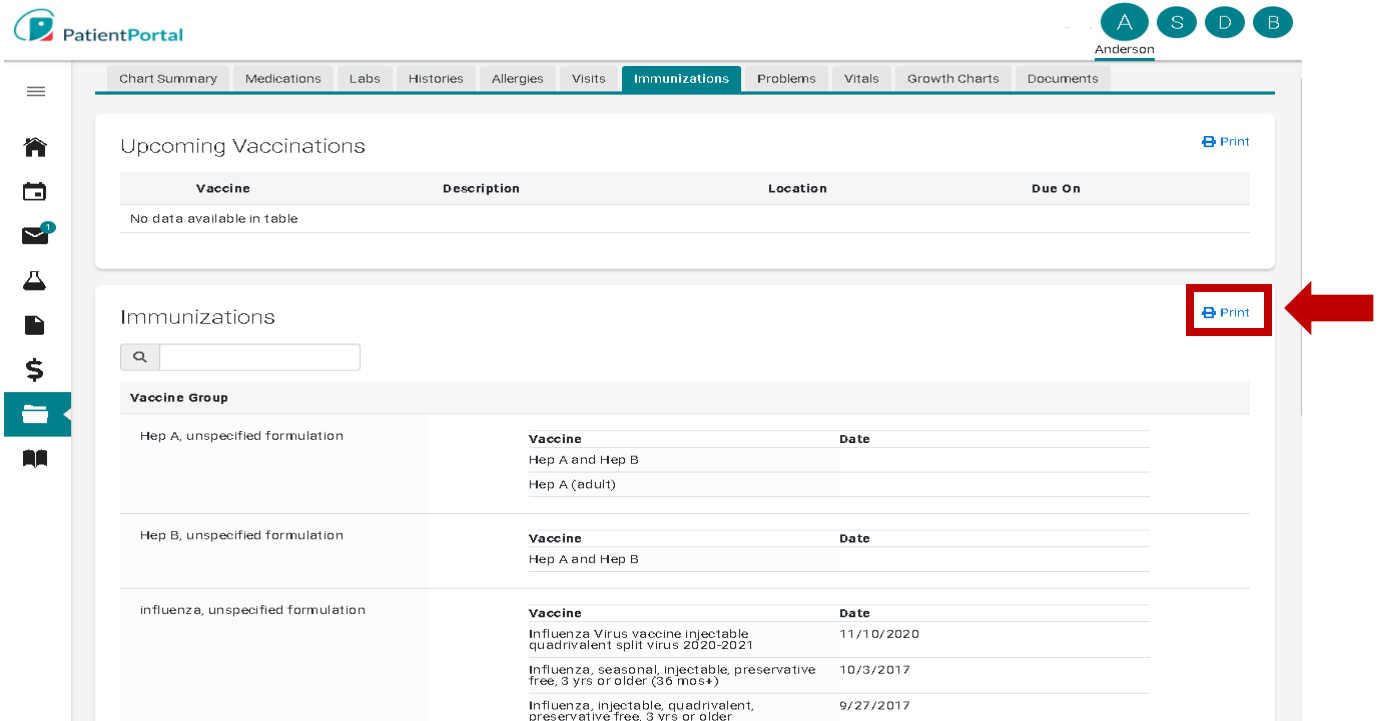 PatientPortal
A S D B
Anderson
Chart Summary Medications Labs Histories Allergies Visits Immunizations Problems Vitals Growth Charts Documents
Upcoming Vaccinations Print
Vaccine Description Location Due On
No data available in table
1
Immunizations Print
Vaccine Group
Hep A, unspecified formulation
Vaccine Date
Hep A and Hep B
Hep A (adult)
Hep B, unspecified formulation
Vaccine Date
Hep A and Hep B
influenza, unspecified formulation
Vaccine Date
Influenza Virus vaccine injectable 11/10/2020
quadrivalent split virus 2020-2021
Influenza, seasonal, injectable, preservative 10/3/2017
free, 3 yrs or older (36 mos+)
Influenza, injectable, quadrivalent, 9/27/2017
preservative free, 3 yrs or older